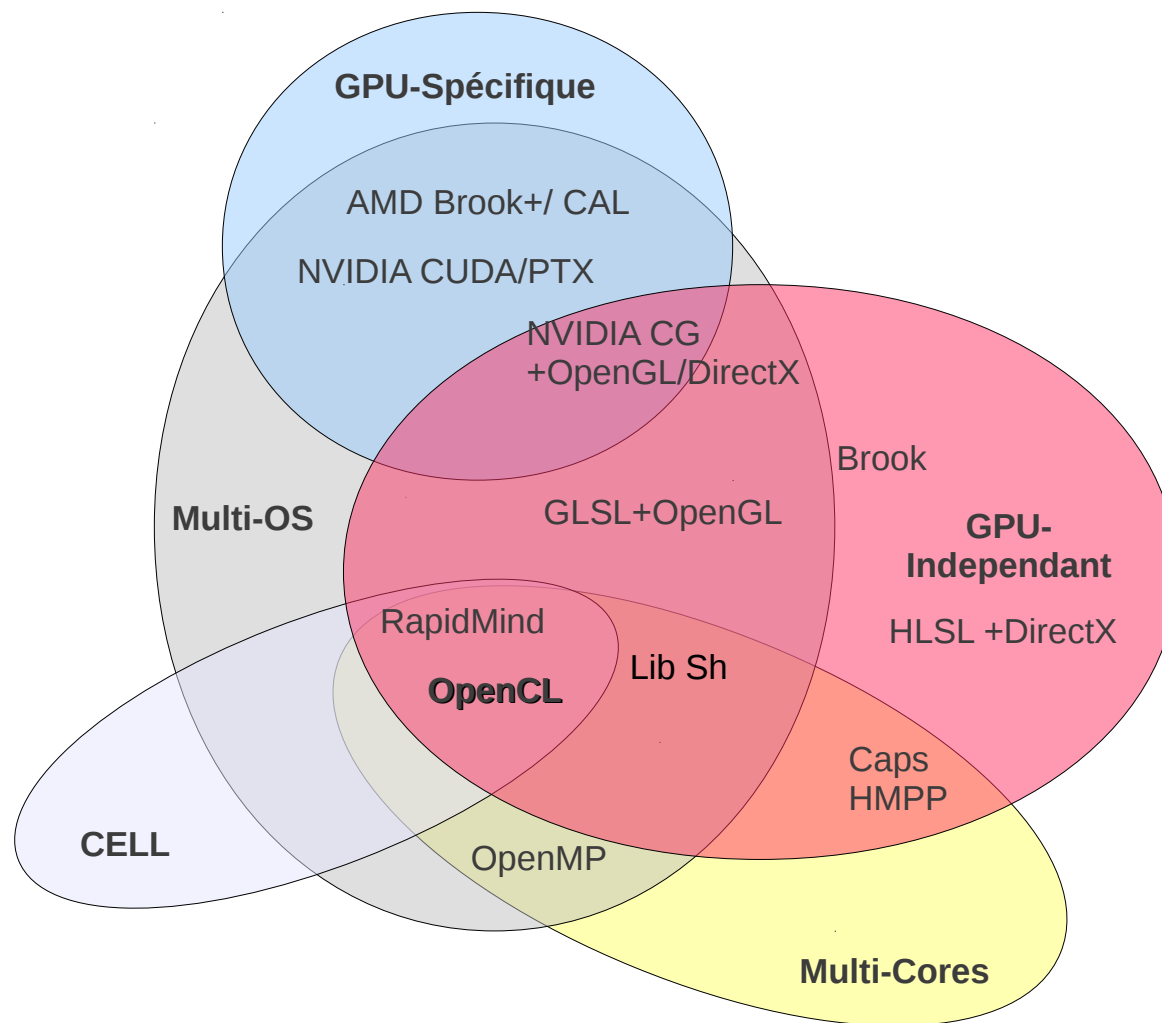 GPU-Spécifique
AMD Brook+/ CAL
NVIDIA CUDA/PTX
NVIDIA CG
+OpenGL/DirectX
Brook
GLSL+OpenGL
Multi-OS
GPU-
Independant
RapidMind
HLSL +DirectX
Lib Sh
OpenCL
Caps
HMPP
CELL
OpenMP
Multi-Cores